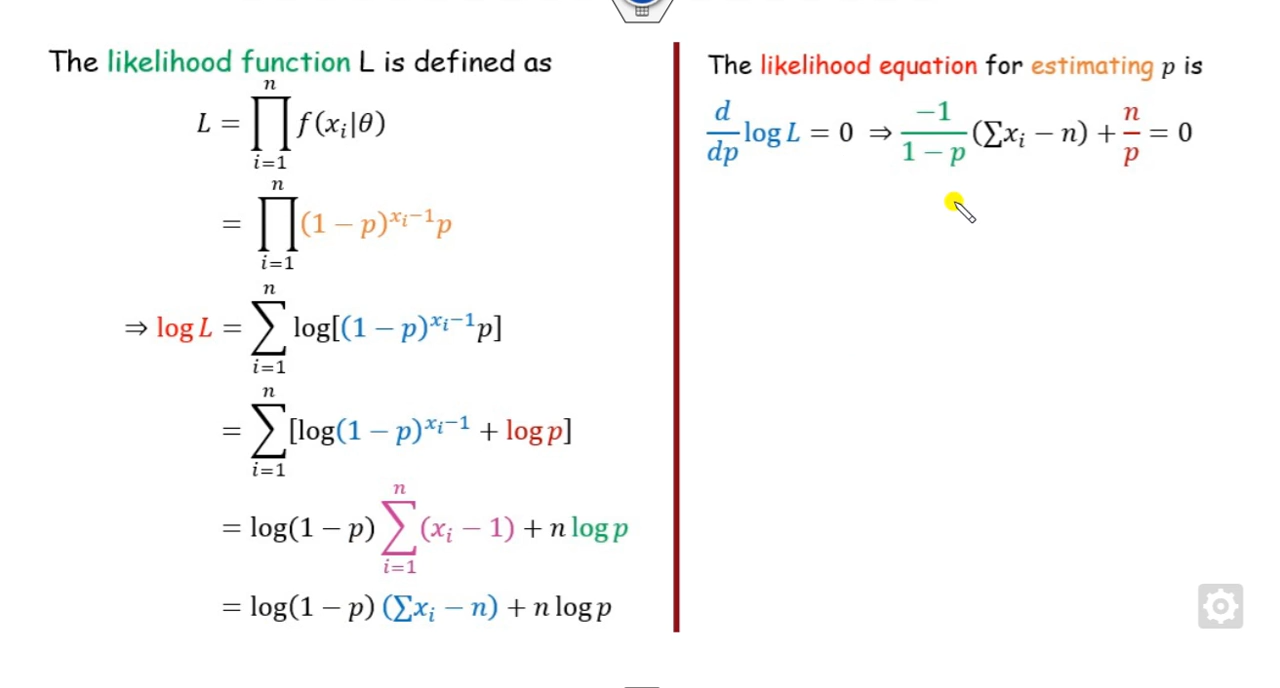 The likelihood function L is defined as
L = ∏_{i=1}^{n} f(x_i|θ)
= ∏_{i=1}^{n} (1 − p)^{x_i−1}p
⇒ log L = ∑_{i=1}^{n} log[(1 − p)^{x_i−1}p]
= ∑_{i=1}^{n} [log(1 − p)^{x_i−1} + log p]
= log(1 − p) ∑_{i=1}^{n} (x_i − 1) + n log p
= log(1 − p) (∑x_i − n) + n log p
The likelihood equation for estimating p is
d/dp log L = 0 ⇒ −1/(1 − p) (∑x_i − n) + n/p = 0